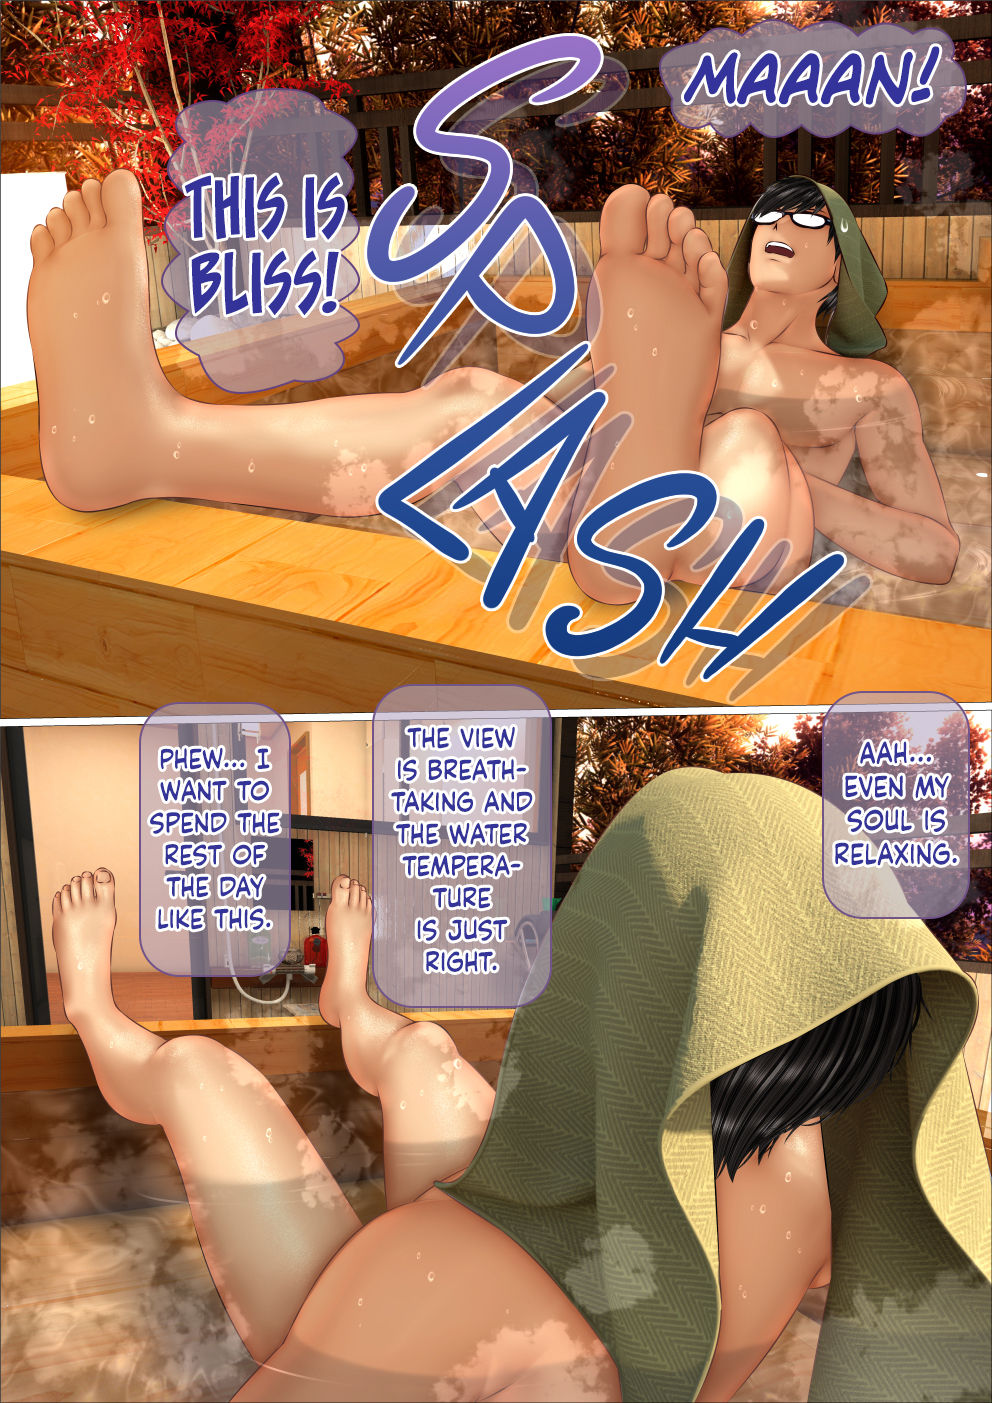 MAAAN!
THIS IS
BLISS!
SPLASH
AAH...
EVEN MY
SOUL IS
RELAXING.
THE VIEW
IS BREATH-
TAKING AND
THE WATER
TEMPERA-
TURE
IS JUST
RIGHT.
PHEW... I
WANT TO
SPEND THE
REST OF
THE DAY
LIKE THIS.